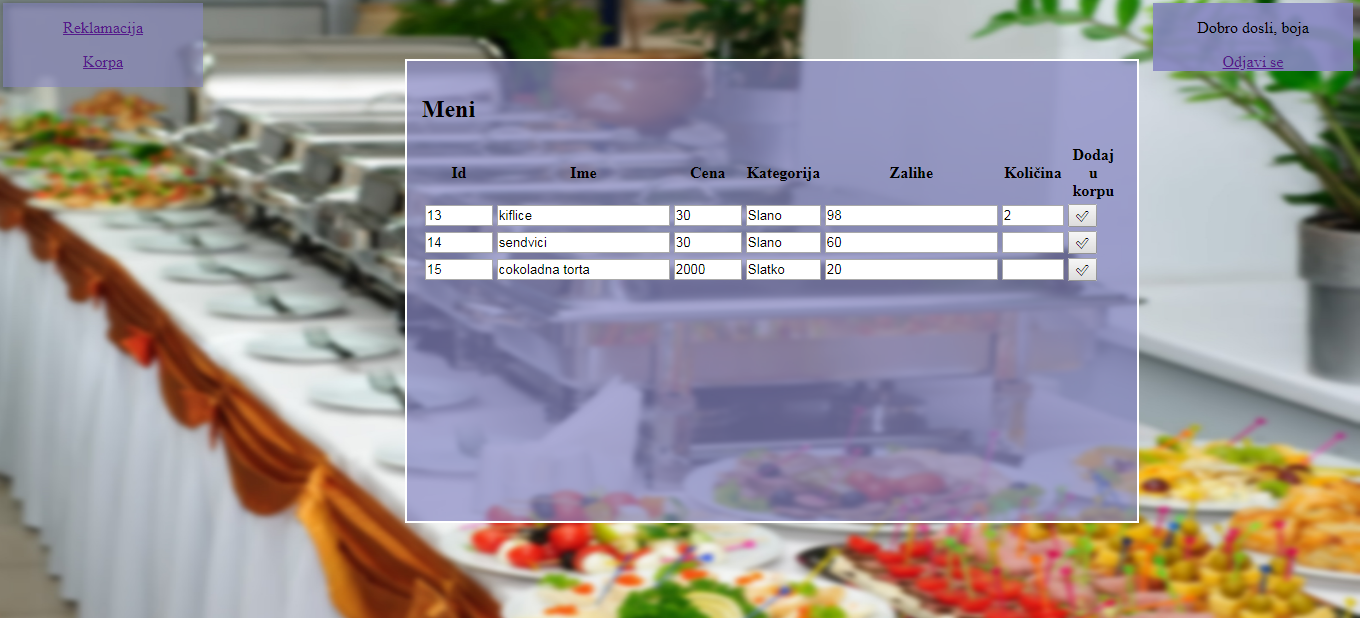 Reklamacija
Korpa
Dobro dosli, boja
Odjavi se
Meni
Id Ime Cena Kategorija Zalihe Količina Dodaj u korpu
13 kiflice 30 Slano 98 2
14 sendvici 30 Slano 60
15 cokoladna torta 2000 Slatko 20